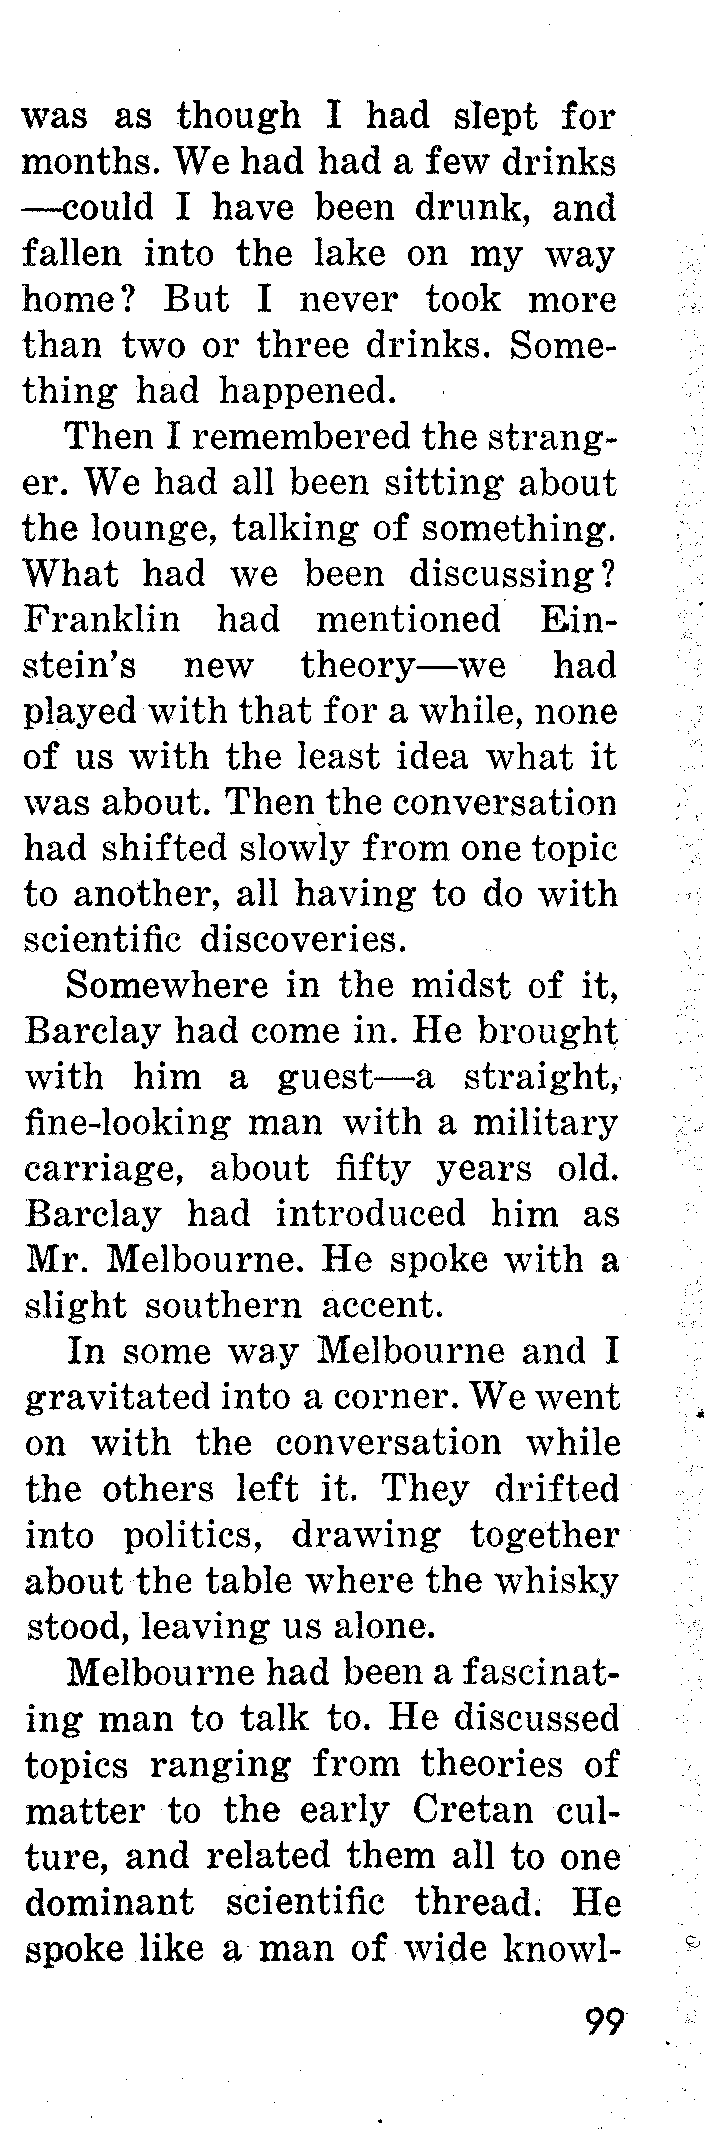 was as though I had slept for
months. We had had a few drinks
—could I have been drunk, and
fallen into the lake on my way
home? But I never took more
than two or three drinks. Some-
thing had happened.
Then I remembered the strang-
er. We had all been sitting about
the lounge, talking of something.
What had we been discussing?
Franklin had mentioned Ein-
stein's new theory—we had
played with that for a while, none
of us with the least idea what it
was about. Then the conversation
had shifted slowly from one topic
to another, all having to do with
scientific discoveries.
Somewhere in the midst of it,
Barclay had come in. He brought
with him a guest—a straight,
fine-looking man with a military
carriage, about fifty years old.
Barclay had introduced him as
Mr. Melbourne. He spoke with a
slight southern accent.
In some way Melbourne and I
gravitated into a corner. We went
on with the conversation while
the others left it. They drifted
into politics, drawing together
about the table where the whisky
stood, leaving us alone.
Melbourne had been a fascinat-
ing man to talk to. He discussed
topics ranging from theories of
matter to the early Cretan cul-
ture, and related them all to one
dominant scientific thread. He
spoke like a man of wide knowl-
99